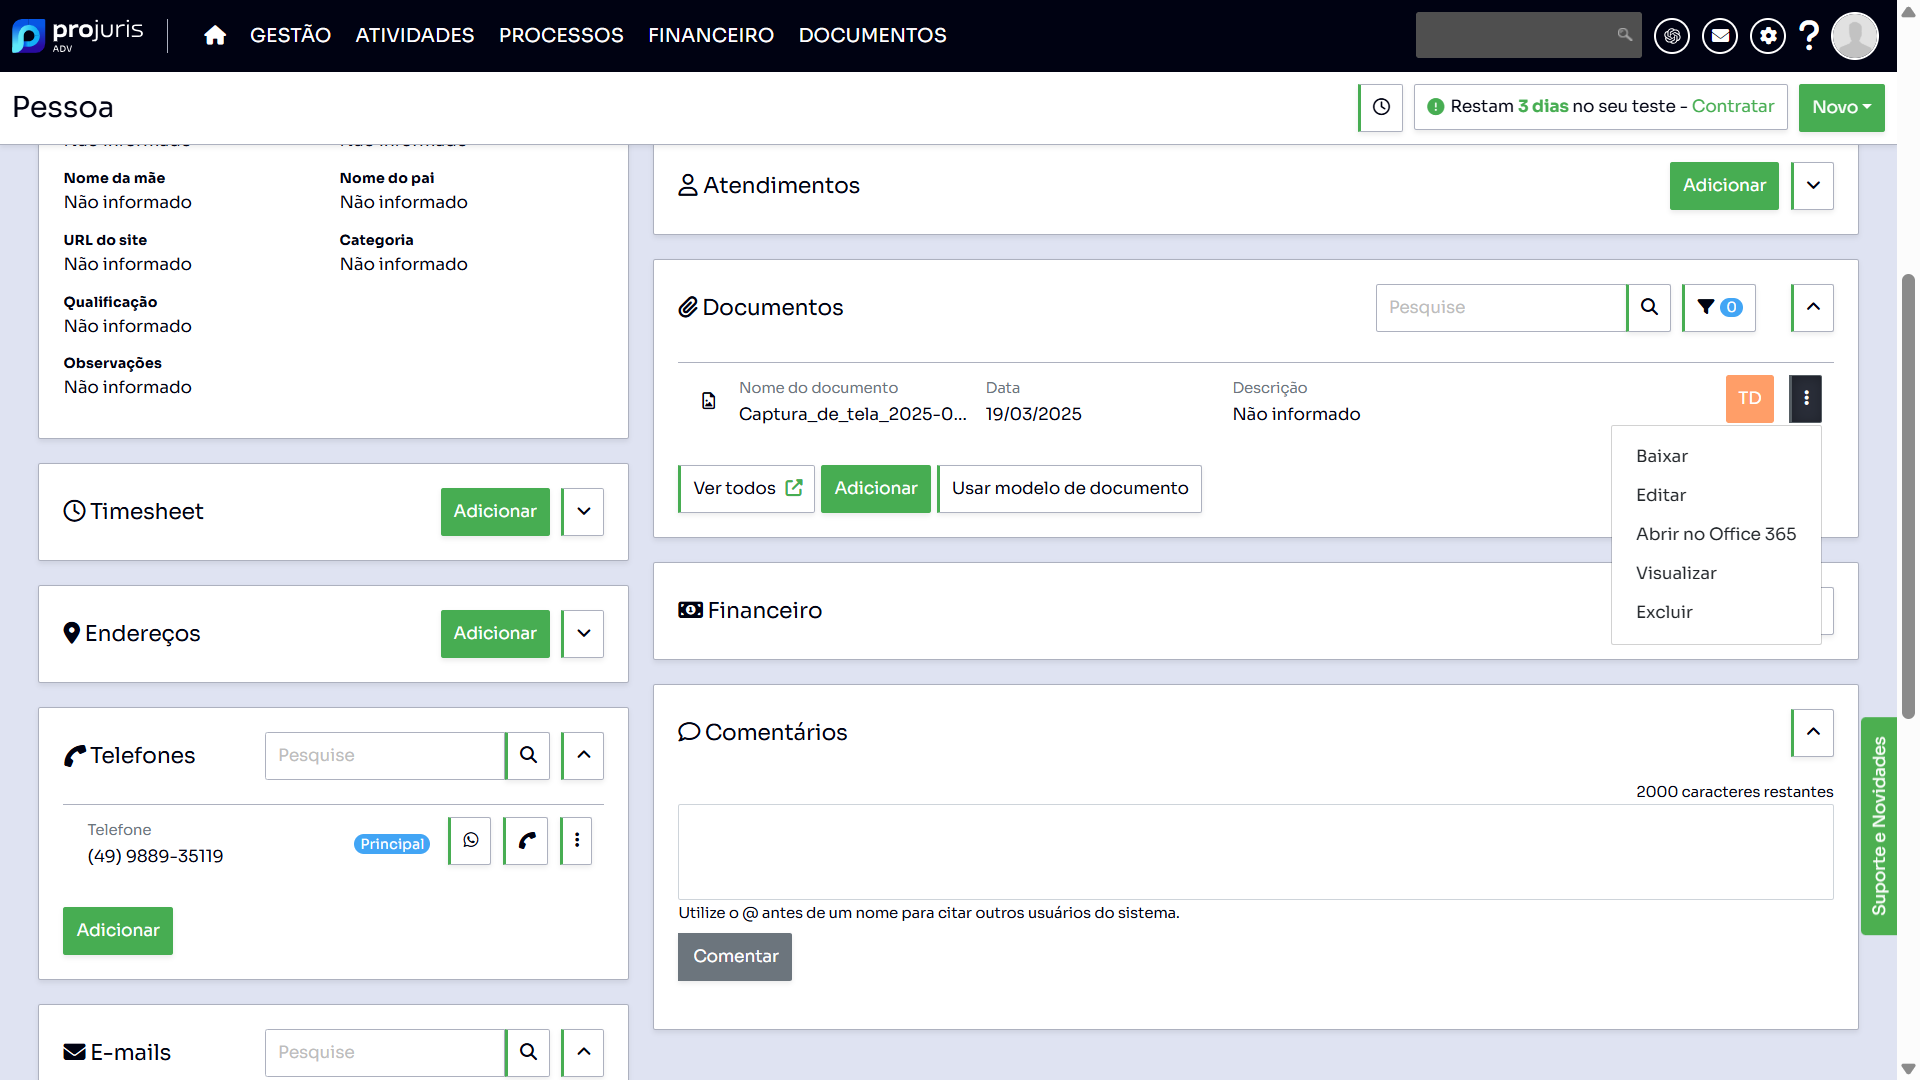 projuris
ADV
GESTÃO
ATIVIDADES
PROCESSOS
FINANCEIRO
DOCUMENTOS
Pessoa
Restam 3 dias no seu teste - Contratar
Novo
Nome da mãe
Não informado
Nome do pai
Não informado
URL do site
Não informado
Categoria
Não informado
Qualificação
Não informado
Observações
Não informado
Timesheet
Adicionar
Endereços
Adicionar
Telefones
Pesquise
Telefone
(49) 9889-35119
Principal
Adicionar
E-mails
Pesquise
Atendimentos
Adicionar
Documentos
Pesquise
0
Nome do documento
Captura_de_tela_2025-0...
Data
19/03/2025
Descrição
Não informado
TD
Baixar
Editar
Abrir no Office 365
Visualizar
Excluir
Ver todos
Adicionar
Usar modelo de documento
Financeiro
Comentários
2000 caracteres restantes
Utilize o @ antes de um nome para citar outros usuários do sistema.
Comentar
Suporte e Novidades